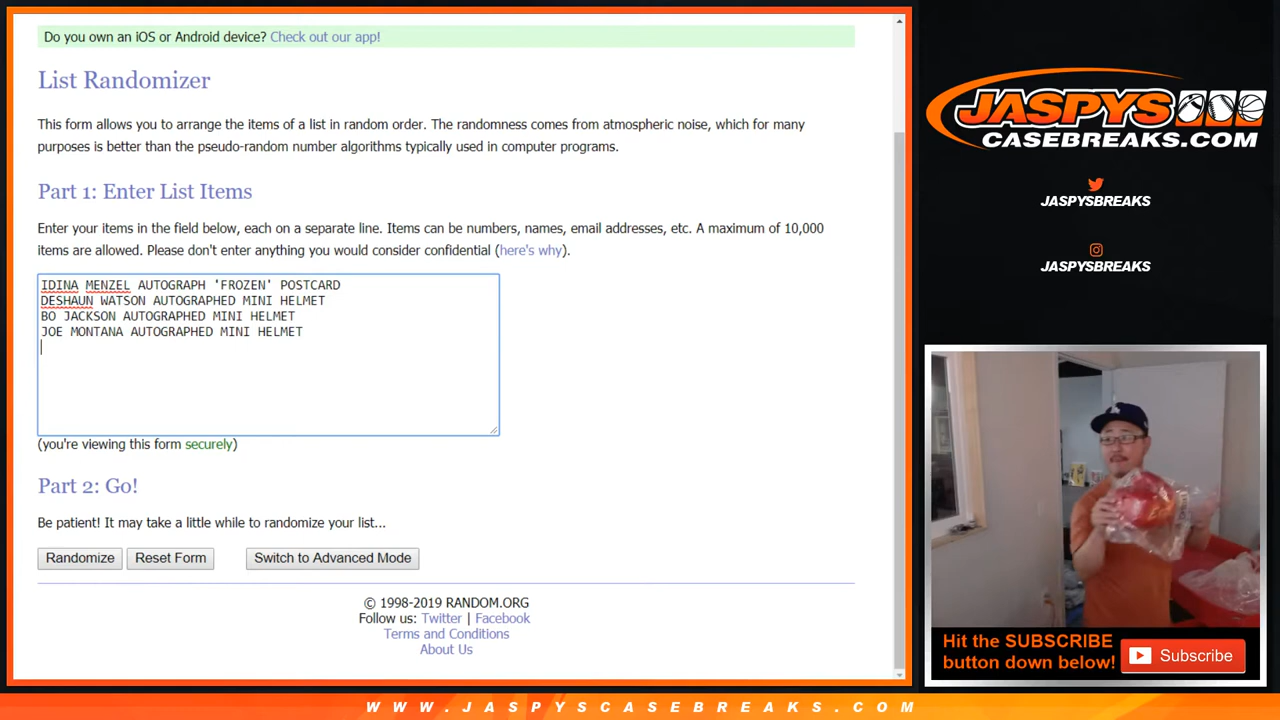 Do you own an iOS or Android device? Check out our app!
List Randomizer
This form allows you to arrange the items of a list in random order. The randomness comes from atmospheric noise, which for many
purposes is better than the pseudo-random number algorithms typically used in computer programs.
Part 1: Enter List Items
Enter your items in the field below, each on a separate line. Items can be numbers, names, email addresses, etc. A maximum of 10,000
items are allowed. Please don't enter anything you would consider confidential (here's why).
IDINA MENZEL AUTOGRAPH 'FROZEN' POSTCARD
DESHAUN WATSON AUTOGRAPHED MINI HELMET
BO JACKSON AUTOGRAPHED MINI HELMET
JOE MONTANA AUTOGRAPHED MINI HELMET
(you're viewing this form securely)
Part 2: Go!
Be patient! It may take a little while to randomize your list...
Randomize Reset Form Switch to Advanced Mode
© 1998-2019 RANDOM.ORG
Follow us: Twitter | Facebook
Terms and Conditions
About Us
JASPYS
CASEBREAKS.COM
JASPYSBREAKS
JASPYSBREAKS
Hit the SUBSCRIBE
button down below!
Subscribe
WWW.JASPYSCASEBREAKS.COM